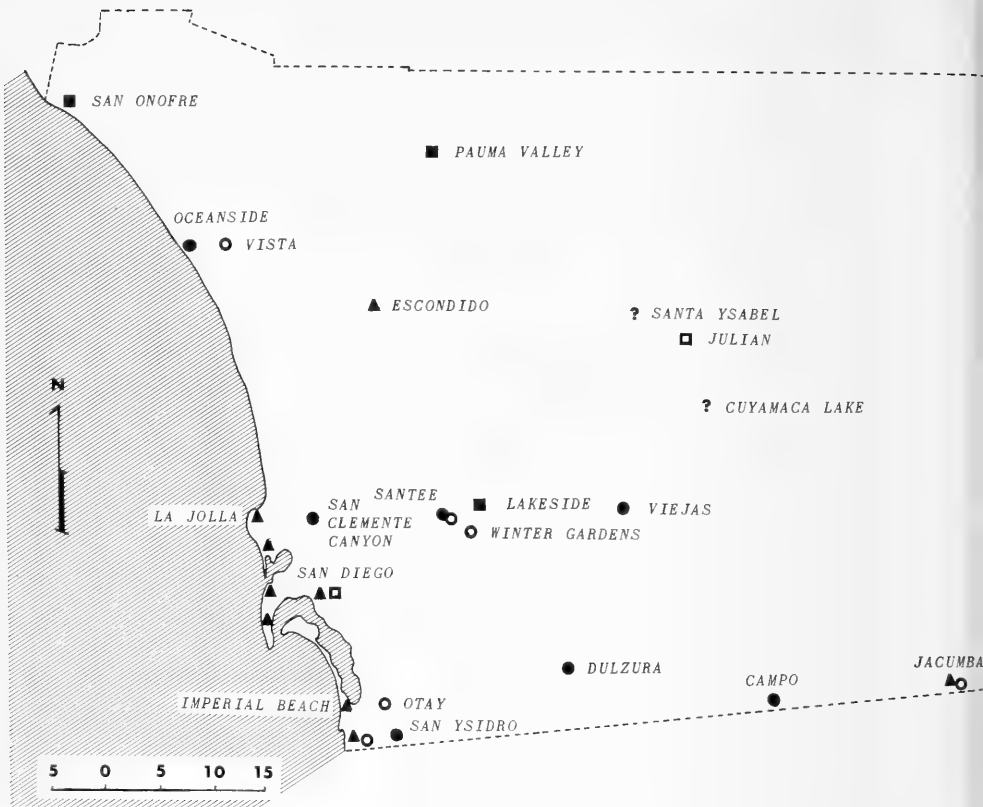 SAN ONOFRE
PAUMA VALLEY
OCEANSIDE
VISTA
ESCONDIDO
? SANTA YSABEL
JULIAN
N
? CUYAMACA LAKE
LA JOLLA
SAN
CLEMENTE
CANYON
SANTEE
LAKESIDE
VIEJAS
WINTER GARDENS
SAN DIEGO
DULZURA
JACUMBA
CAMPO
IMPERIAL BEACH
OTAY
SAN YSIDRO
5 0 5 10 15